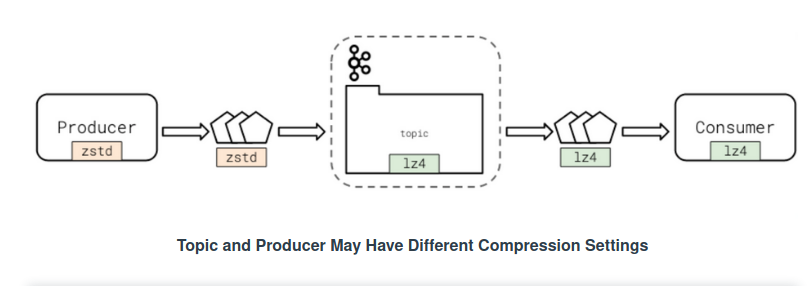 Producer
zstd
zstd
topic
lz4
lz4
Consumer
lz4
Topic and Producer May Have Different Compression Settings